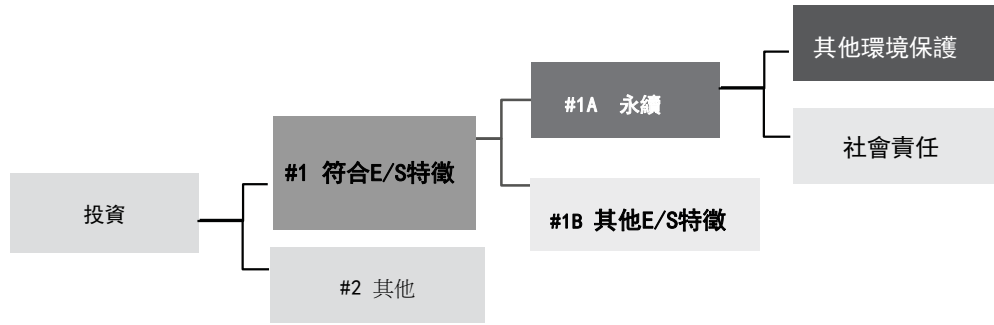 其他環境保護
#1A 永續
社會責任
#1 符合E/S特徵
投資
#1B 其他E/S特徵
#2 其他